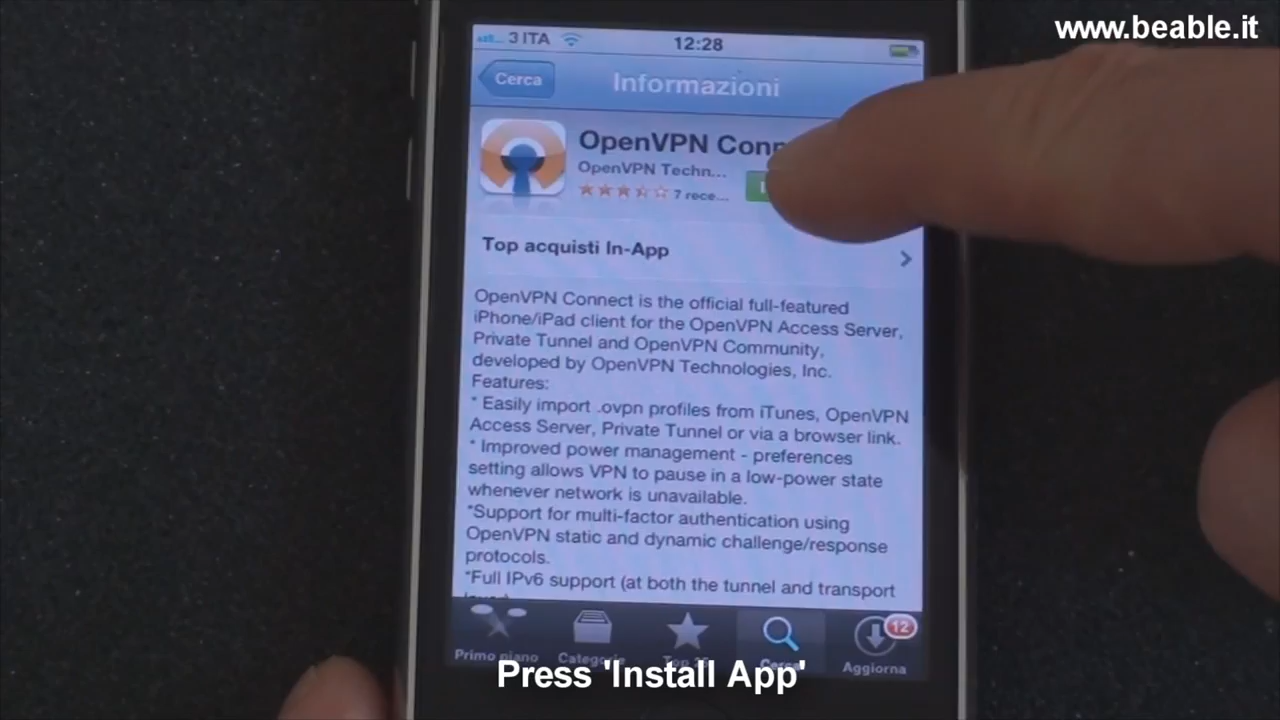 www.beable.it
3 ITA
12:28
Cerca
Informazioni
OpenVPN Conn
OpenVPN Techn...
7 rece...
Top acquisti In-App
OpenVPN Connect is the official full-featured
iPhone/iPad client for the OpenVPN Access Server,
Private Tunnel and OpenVPN Community,
developed by OpenVPN Technologies, Inc.
Features:
* Easily import .ovpn profiles from iTunes, OpenVPN
Access Server, Private Tunnel or via a browser link.
* Improved power management - preferences
setting allows VPN to pause in a low-power state
whenever network is unavailable.
*Support for multi-factor authentication using
OpenVPN static and dynamic challenge/response
protocols.
*Full IPv6 support (at both the tunnel and transport
12
Primo piano
Aggiorna
Press 'Install App'